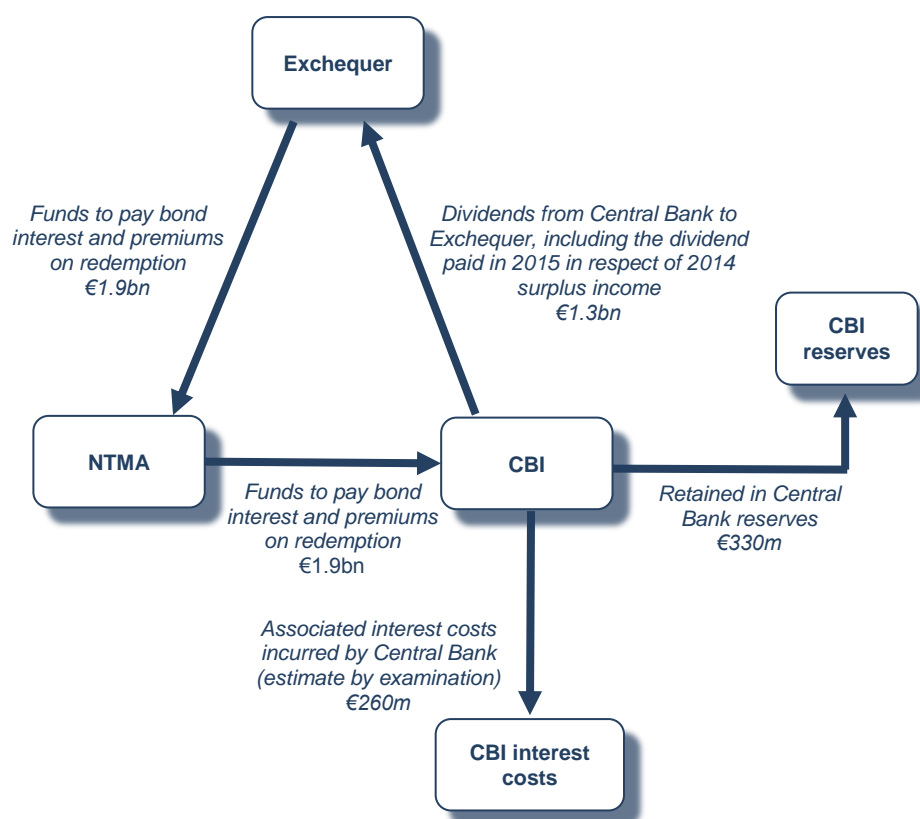 Exchequer
Funds to pay bond
interest and premiums
on redemption
€1.9bn
Dividends from Central Bank to
Exchequer, including the dividend
paid in 2015 in respect of 2014
surplus income
€1.3bn
CBI
reserves
NTMA
CBI
Funds to pay bond
interest and premiums
on redemption
€1.9bn
Retained in Central
Bank reserves
€330m
Associated interest costs
incurred by Central Bank
(estimate by examination)
€260m
CBI interest
costs